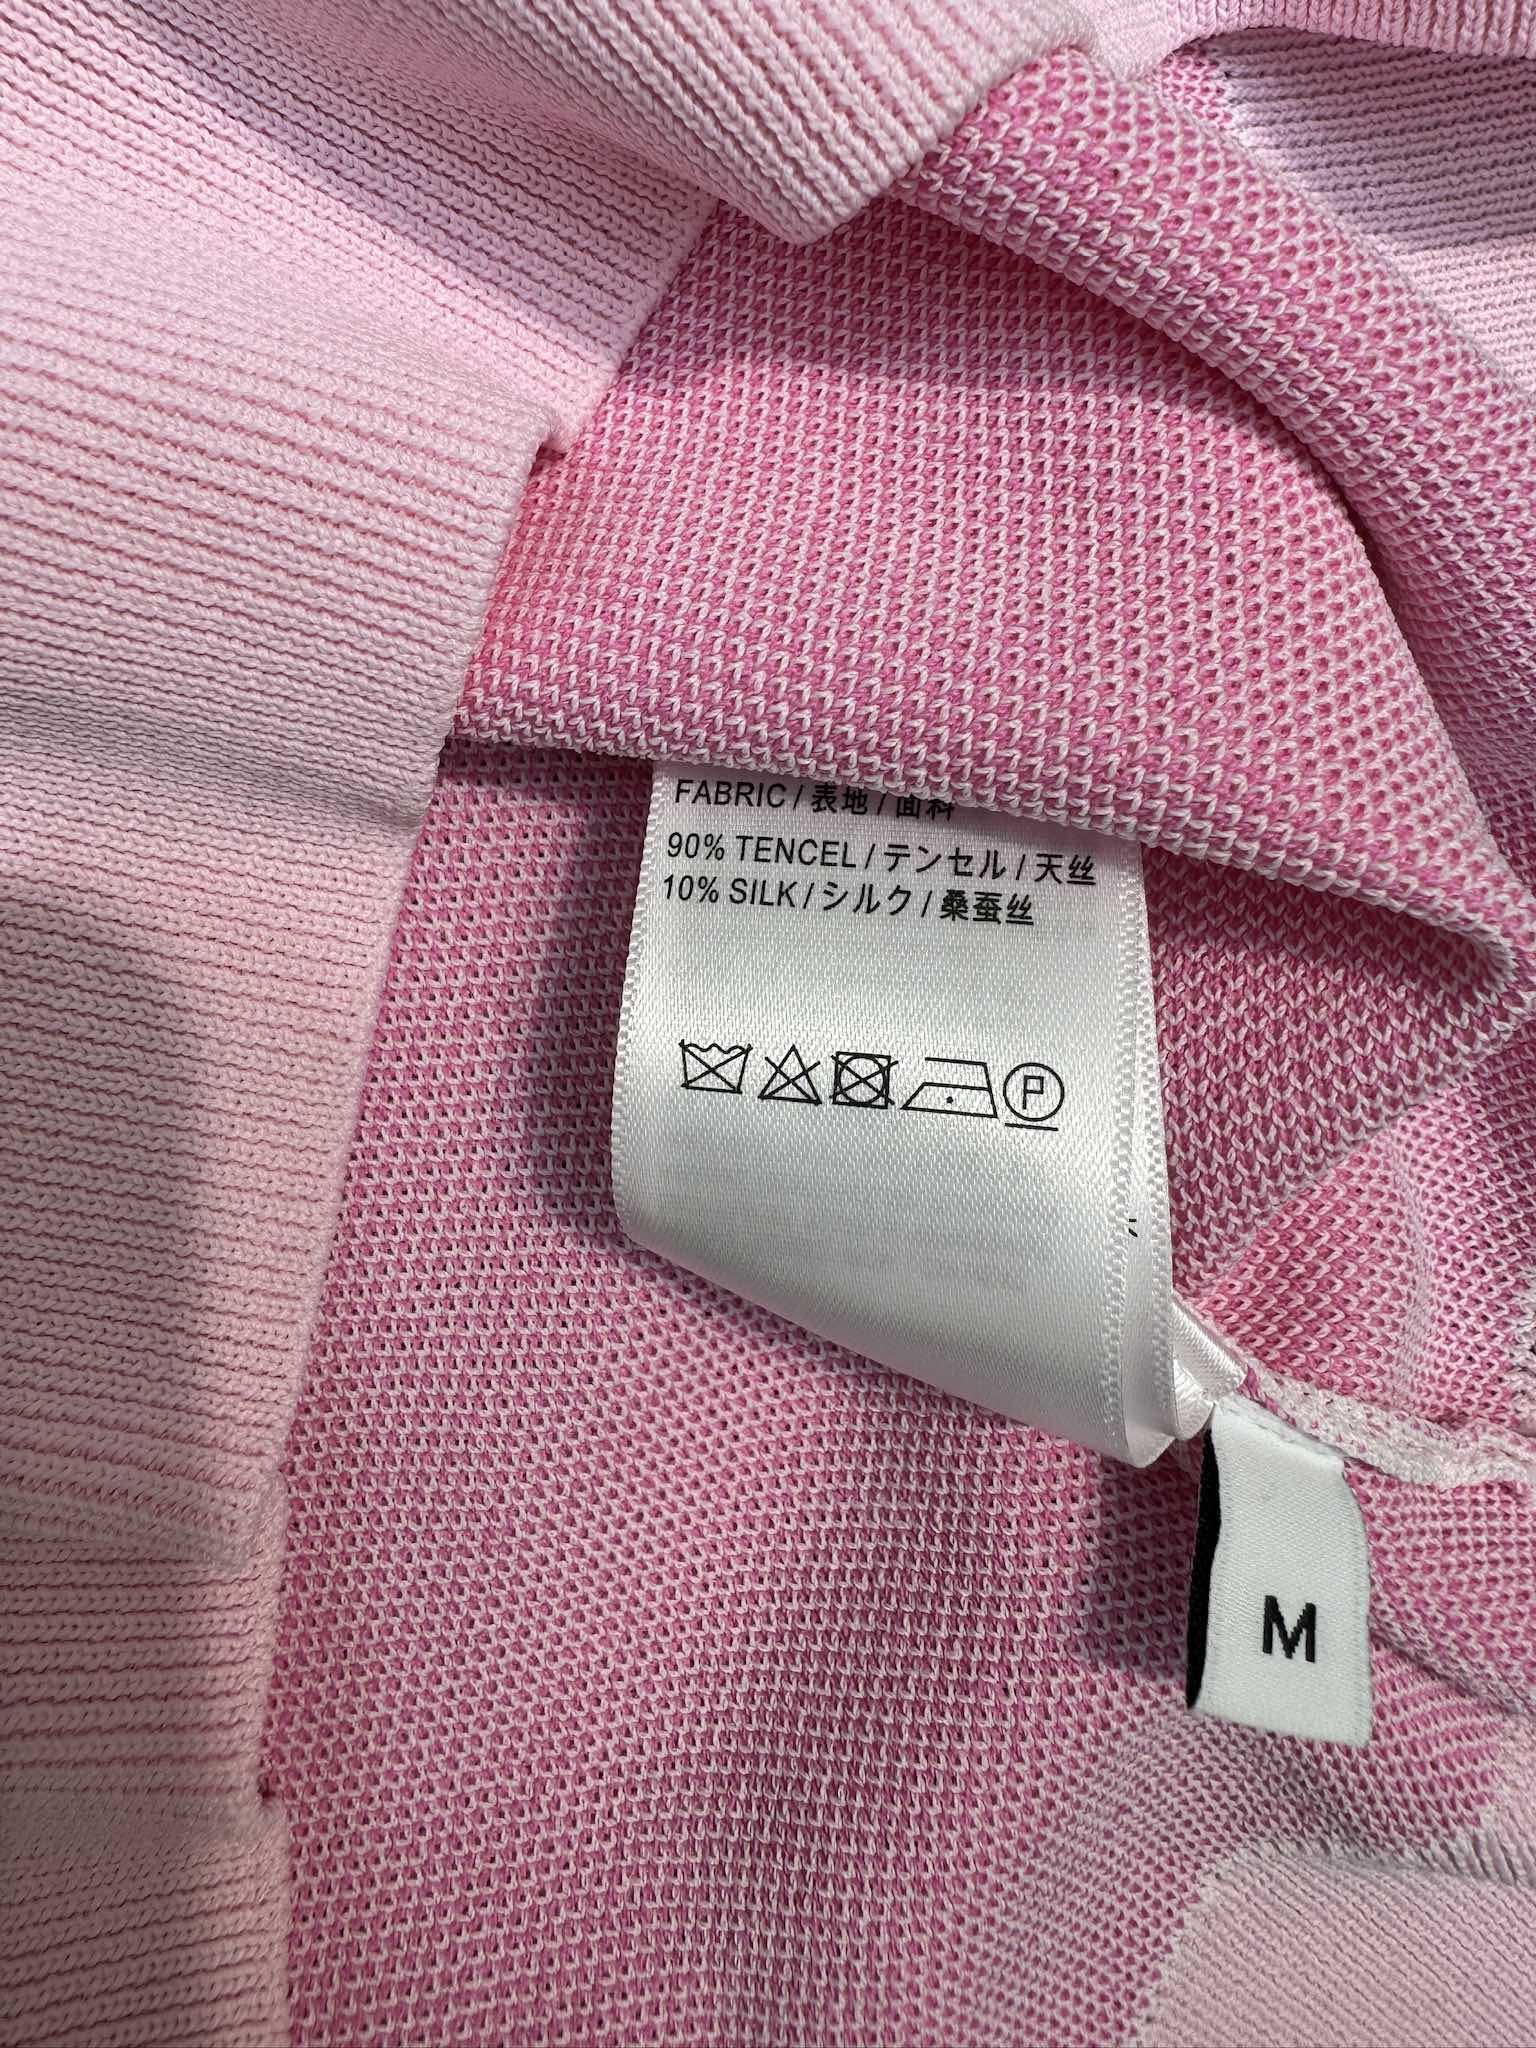 FABRIC / 表地 / 面料
90% TENCEL / テンセル / 天丝
10% SILK / シルク / 桑蚕丝
P
M